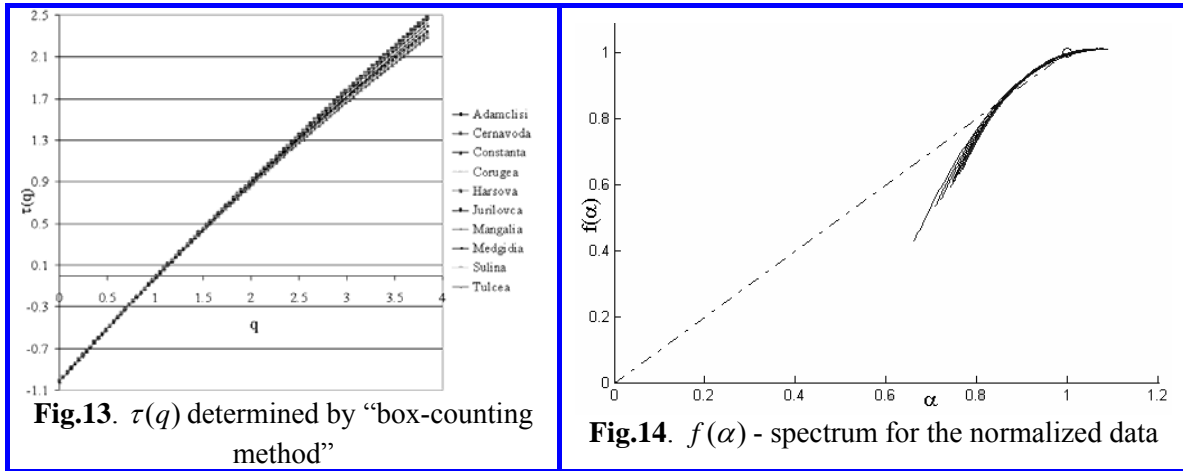 2.5
2.1
1.7
1.3
0.9
0.5
0.1
-0.3
-0.7
-1.1
τ(q)
0 0.5 1 1.5 2 2.5 3 3.5 4
q
Adamclisi
Cernavoda
Constanta
Corugea
Harsova
Jurilovca
Mangalia
Medgidia
Sulina
Tulcea
Fig.13. τ(q) determined by “box-counting
method”
1
0.8
0.6
0.4
0.2
0
f(α)
0 0.2 0.4 0.6 0.8 1 1.2
α
Fig.14. f(α) - spectrum for the normalized data